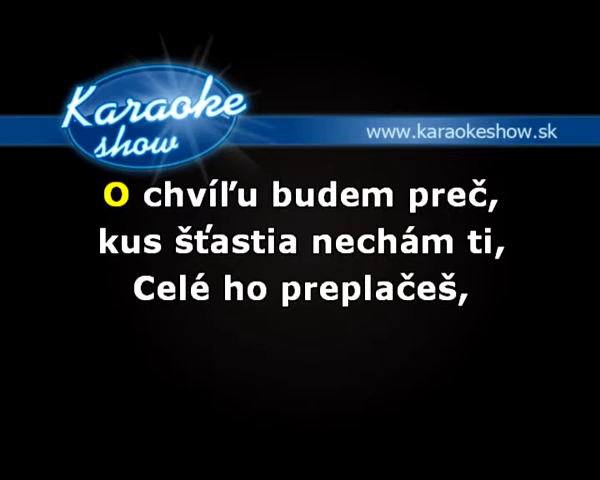 Karaoke
show
www.karaokeshow.sk
O chvíľu budem preč,
kus šťastia nechám ti,
Celé ho preplačeš,